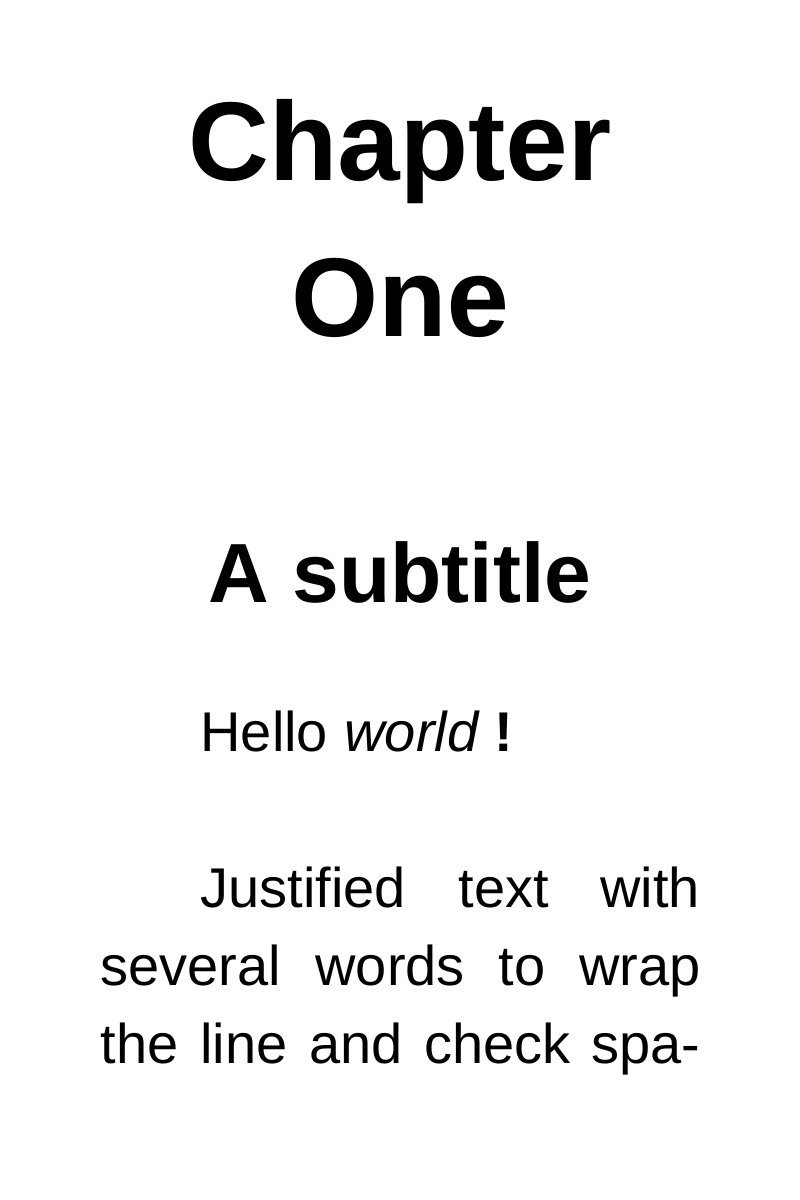 Chapter
One
A subtitle
Hello world !
Justified text with
several words to wrap
the line and check spa-